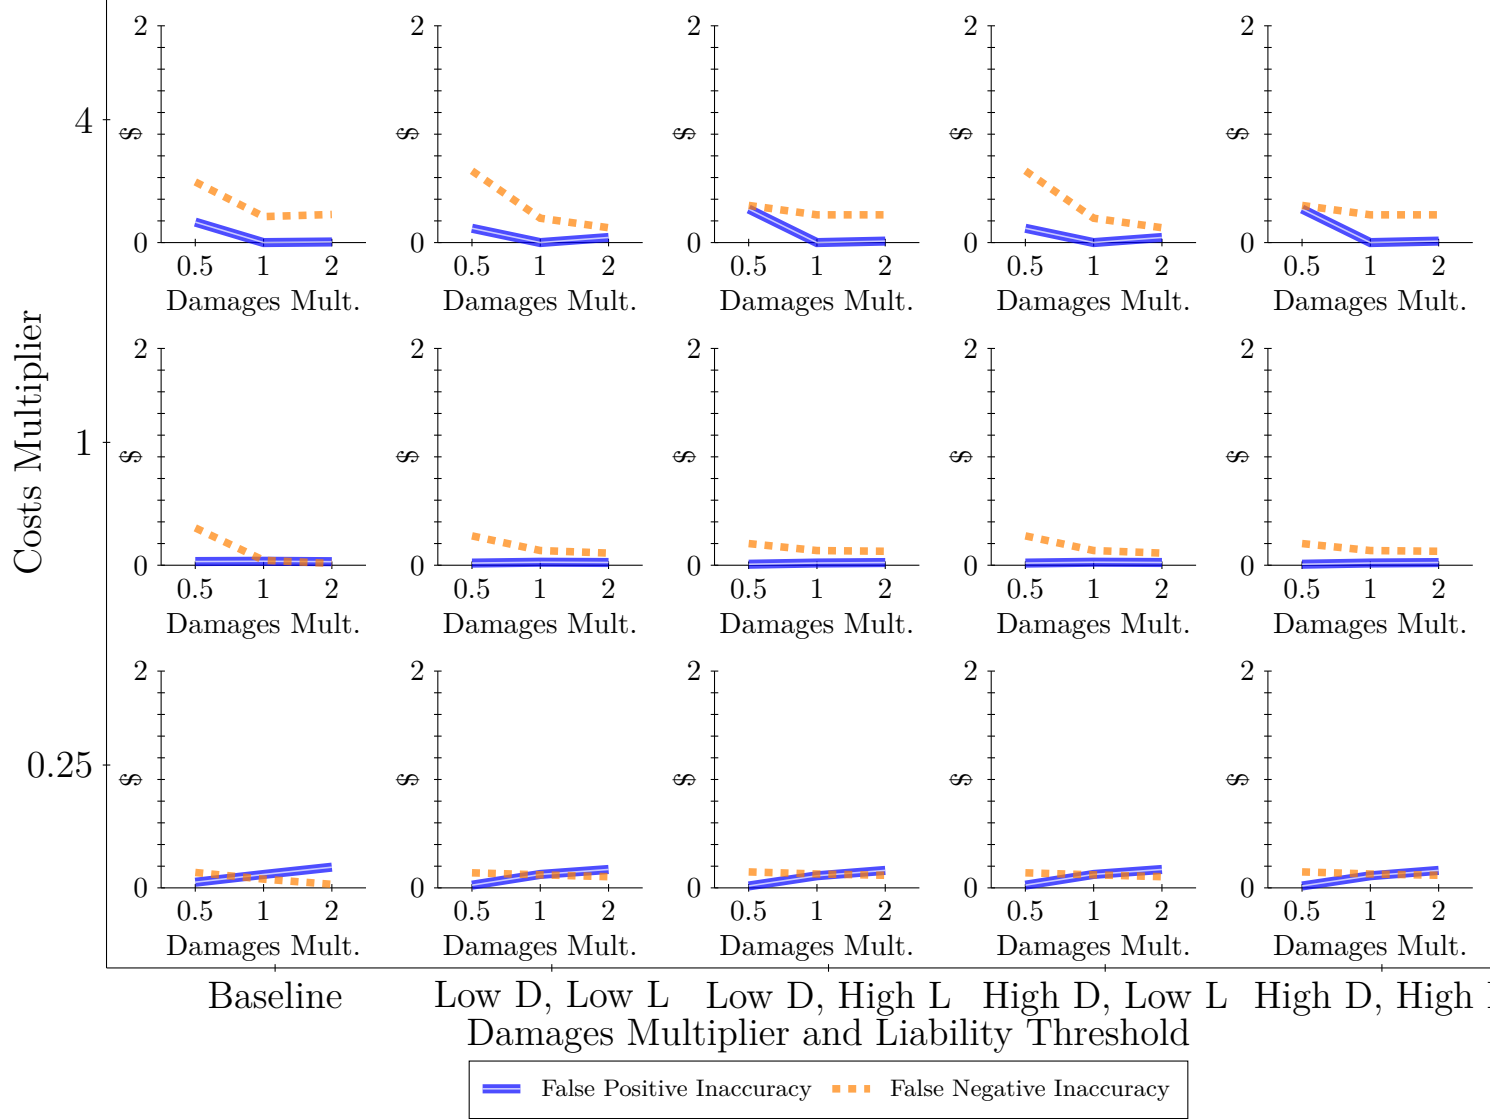 Costs Multiplier
4
2
$
0
0.5 1 2
Damages Mult.
2
$
0
0.5 1 2
Damages Mult.
2
$
0
0.5 1 2
Damages Mult.
2
$
0
0.5 1 2
Damages Mult.
2
$
0
0.5 1 2
Damages Mult.
1
2
$
0
0.5 1 2
Damages Mult.
2
$
0
0.5 1 2
Damages Mult.
2
$
0
0.5 1 2
Damages Mult.
2
$
0
0.5 1 2
Damages Mult.
2
$
0
0.5 1 2
Damages Mult.
0.25
2
$
0
0.5 1 2
Damages Mult.
2
$
0
0.5 1 2
Damages Mult.
2
$
0
0.5 1 2
Damages Mult.
2
$
0
0.5 1 2
Damages Mult.
2
$
0
0.5 1 2
Damages Mult.
Baseline
Low D, Low L
Low D, High L
High D, Low L
High D, High
Damages Multiplier and Liability Threshold
False Positive Inaccuracy
False Negative Inaccuracy